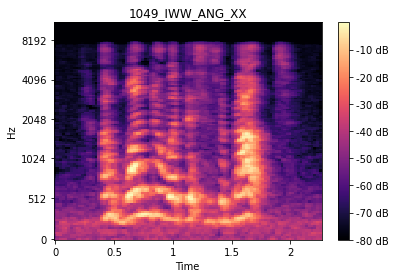 1049_IWW_ANG_XX
8192
4096
2048
1024
512
0
Hz
0
0.5
1
1.5
2
Time
-10 dB
-20 dB
-30 dB
-40 dB
-50 dB
-60 dB
-70 dB
-80 dB